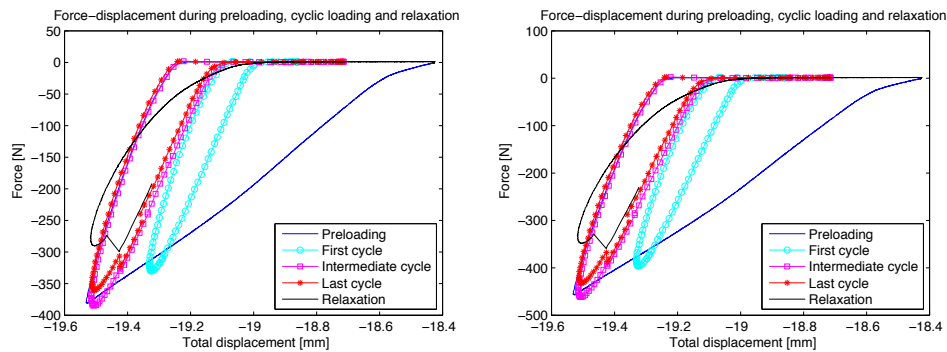 Force−displacement during preloading, cyclic loading and relaxation
50
0
−50
−100
−150
−200
−250
−300
−350
−400
Force [N]
−19.6
−19.4
−19.2
−19
−18.8
−18.6
−18.4
Total displacement [mm]
Preloading
First cycle
Intermediate cycle
Last cycle
Relaxation
Force−displacement during preloading, cyclic loading and relaxation
100
0
−100
−200
−300
−400
−500
Force [N]
−19.6
−19.4
−19.2
−19
−18.8
−18.6
−18.4
Total displacement [mm]
Preloading
First cycle
Intermediate cycle
Last cycle
Relaxation